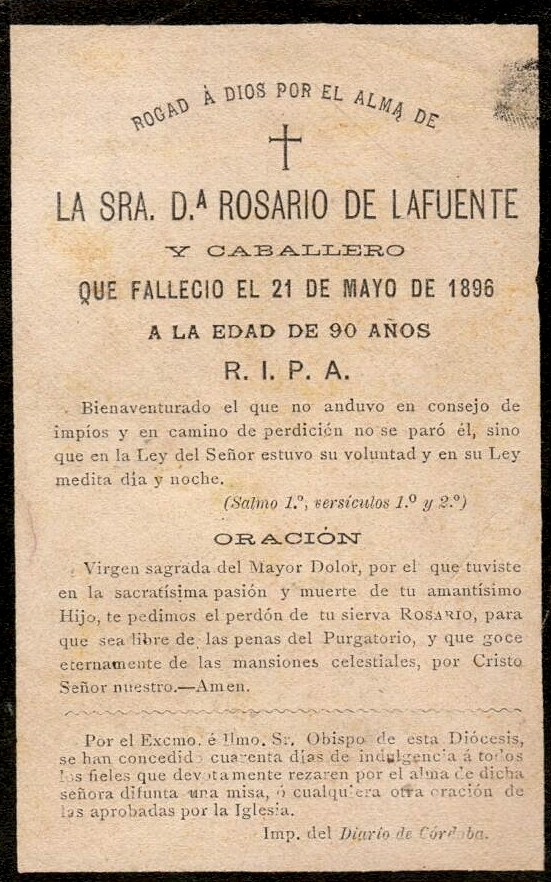 ROGAD À DIOS POR EL ALMA DE
LA SRA. D.ª ROSARIO DE LAFUENTE
Y CABALLERO
QUE FALLECIO EL 21 DE MAYO DE 1896
A LA EDAD DE 90 AÑOS
R. I. P. A.
Bienaventurado el que no anduvo en consejo de
impíos y en camino de perdición no se paró él, sino
que en la Ley del Señor estuvo su voluntad y en su Ley
medita día y noche.
(Salmo 1.º, versículos 1.º y 2.º)
ORACIÓN
Virgen sagrada del Mayor Dolor, por el que tuviste
en la sacratísima pasión y muerte de tu amantísimo
Hijo, te pedimos el perdón de tu sierva ROSARIO, para
que sea libre de las penas del Purgatorio, y que goce
eternamente de las mansiones celestiales, por Cristo
Señor nuestro.—Amen.
Por el Excmo. é Ilmo. Sr. Obispo de esta Diócesis,
se han concedido cuarenta días de indulgencia á todos
los fieles que devotamente rezaren por el alma de dicha
señora difunta una misa, ó cualquiera otra oración de
las aprobadas por la Iglesia.
Imp. del Diario de Córdoba.